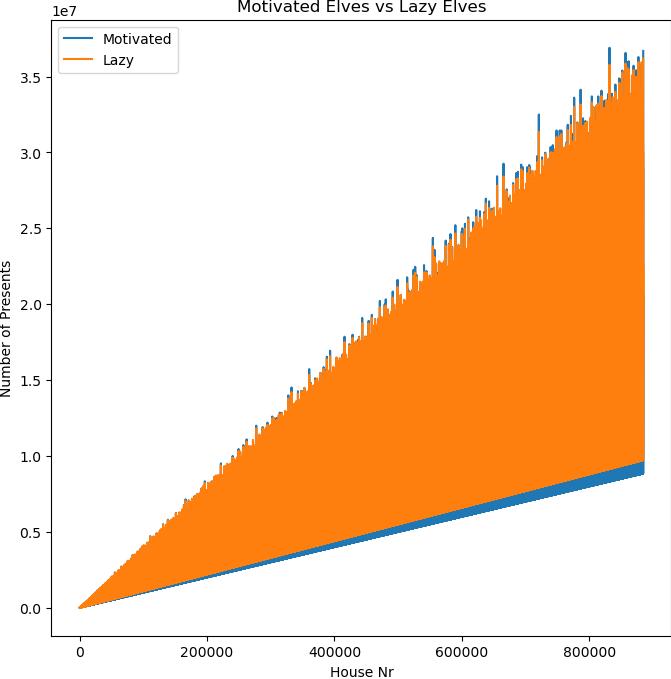 Motivated Elves vs Lazy Elves
1e7
Motivated
Lazy
3.5
3.0
2.5
2.0
1.5
1.0
0.5
0.0
Number of Presents
0 200000 400000 600000 800000
House Nr